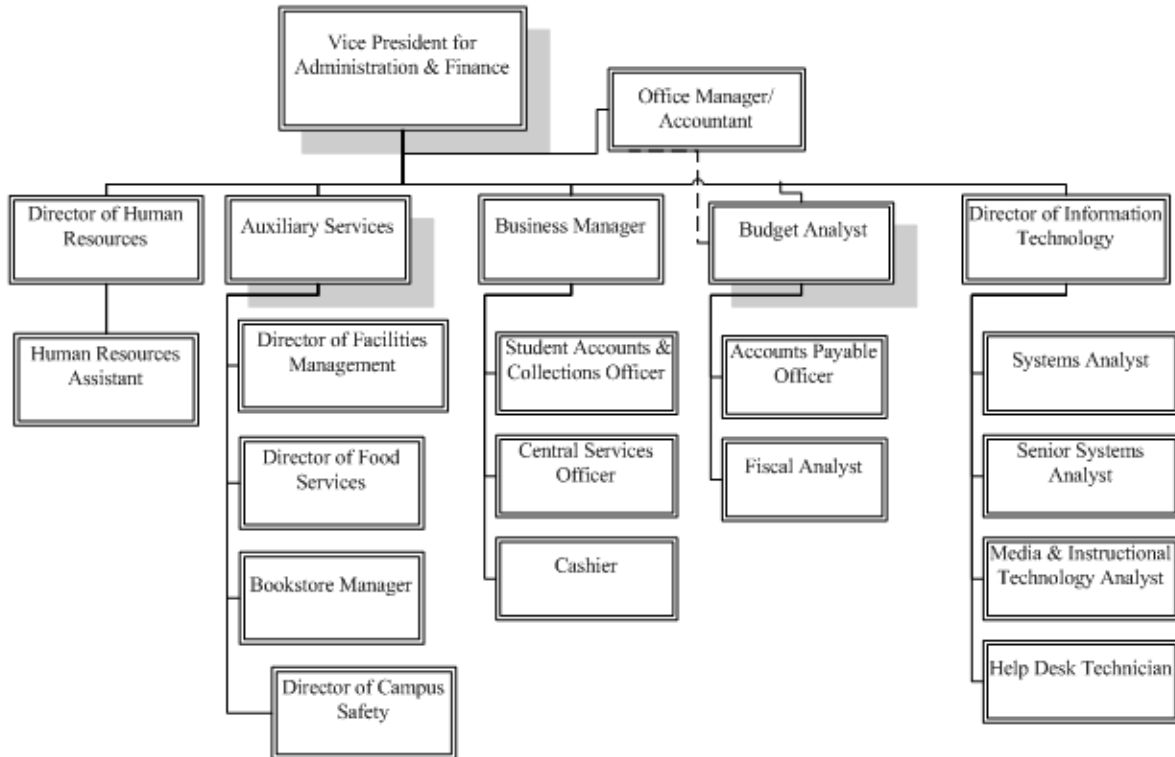 Vice President for
Administration & Finance
Office Manager/
Accountant
Director of Human
Resources
Auxiliary Services
Business Manager
Budget Analyst
Director of Information
Technology
Human Resources
Assistant
Director of Facilities
Management
Student Accounts &
Collections Officer
Accounts Payable
Officer
Systems Analyst
Director of Food
Services
Central Services
Officer
Fiscal Analyst
Senior Systems
Analyst
Bookstore Manager
Cashier
Media & Instructional
Technology Analyst
Director of Campus
Safety
Help Desk Technician